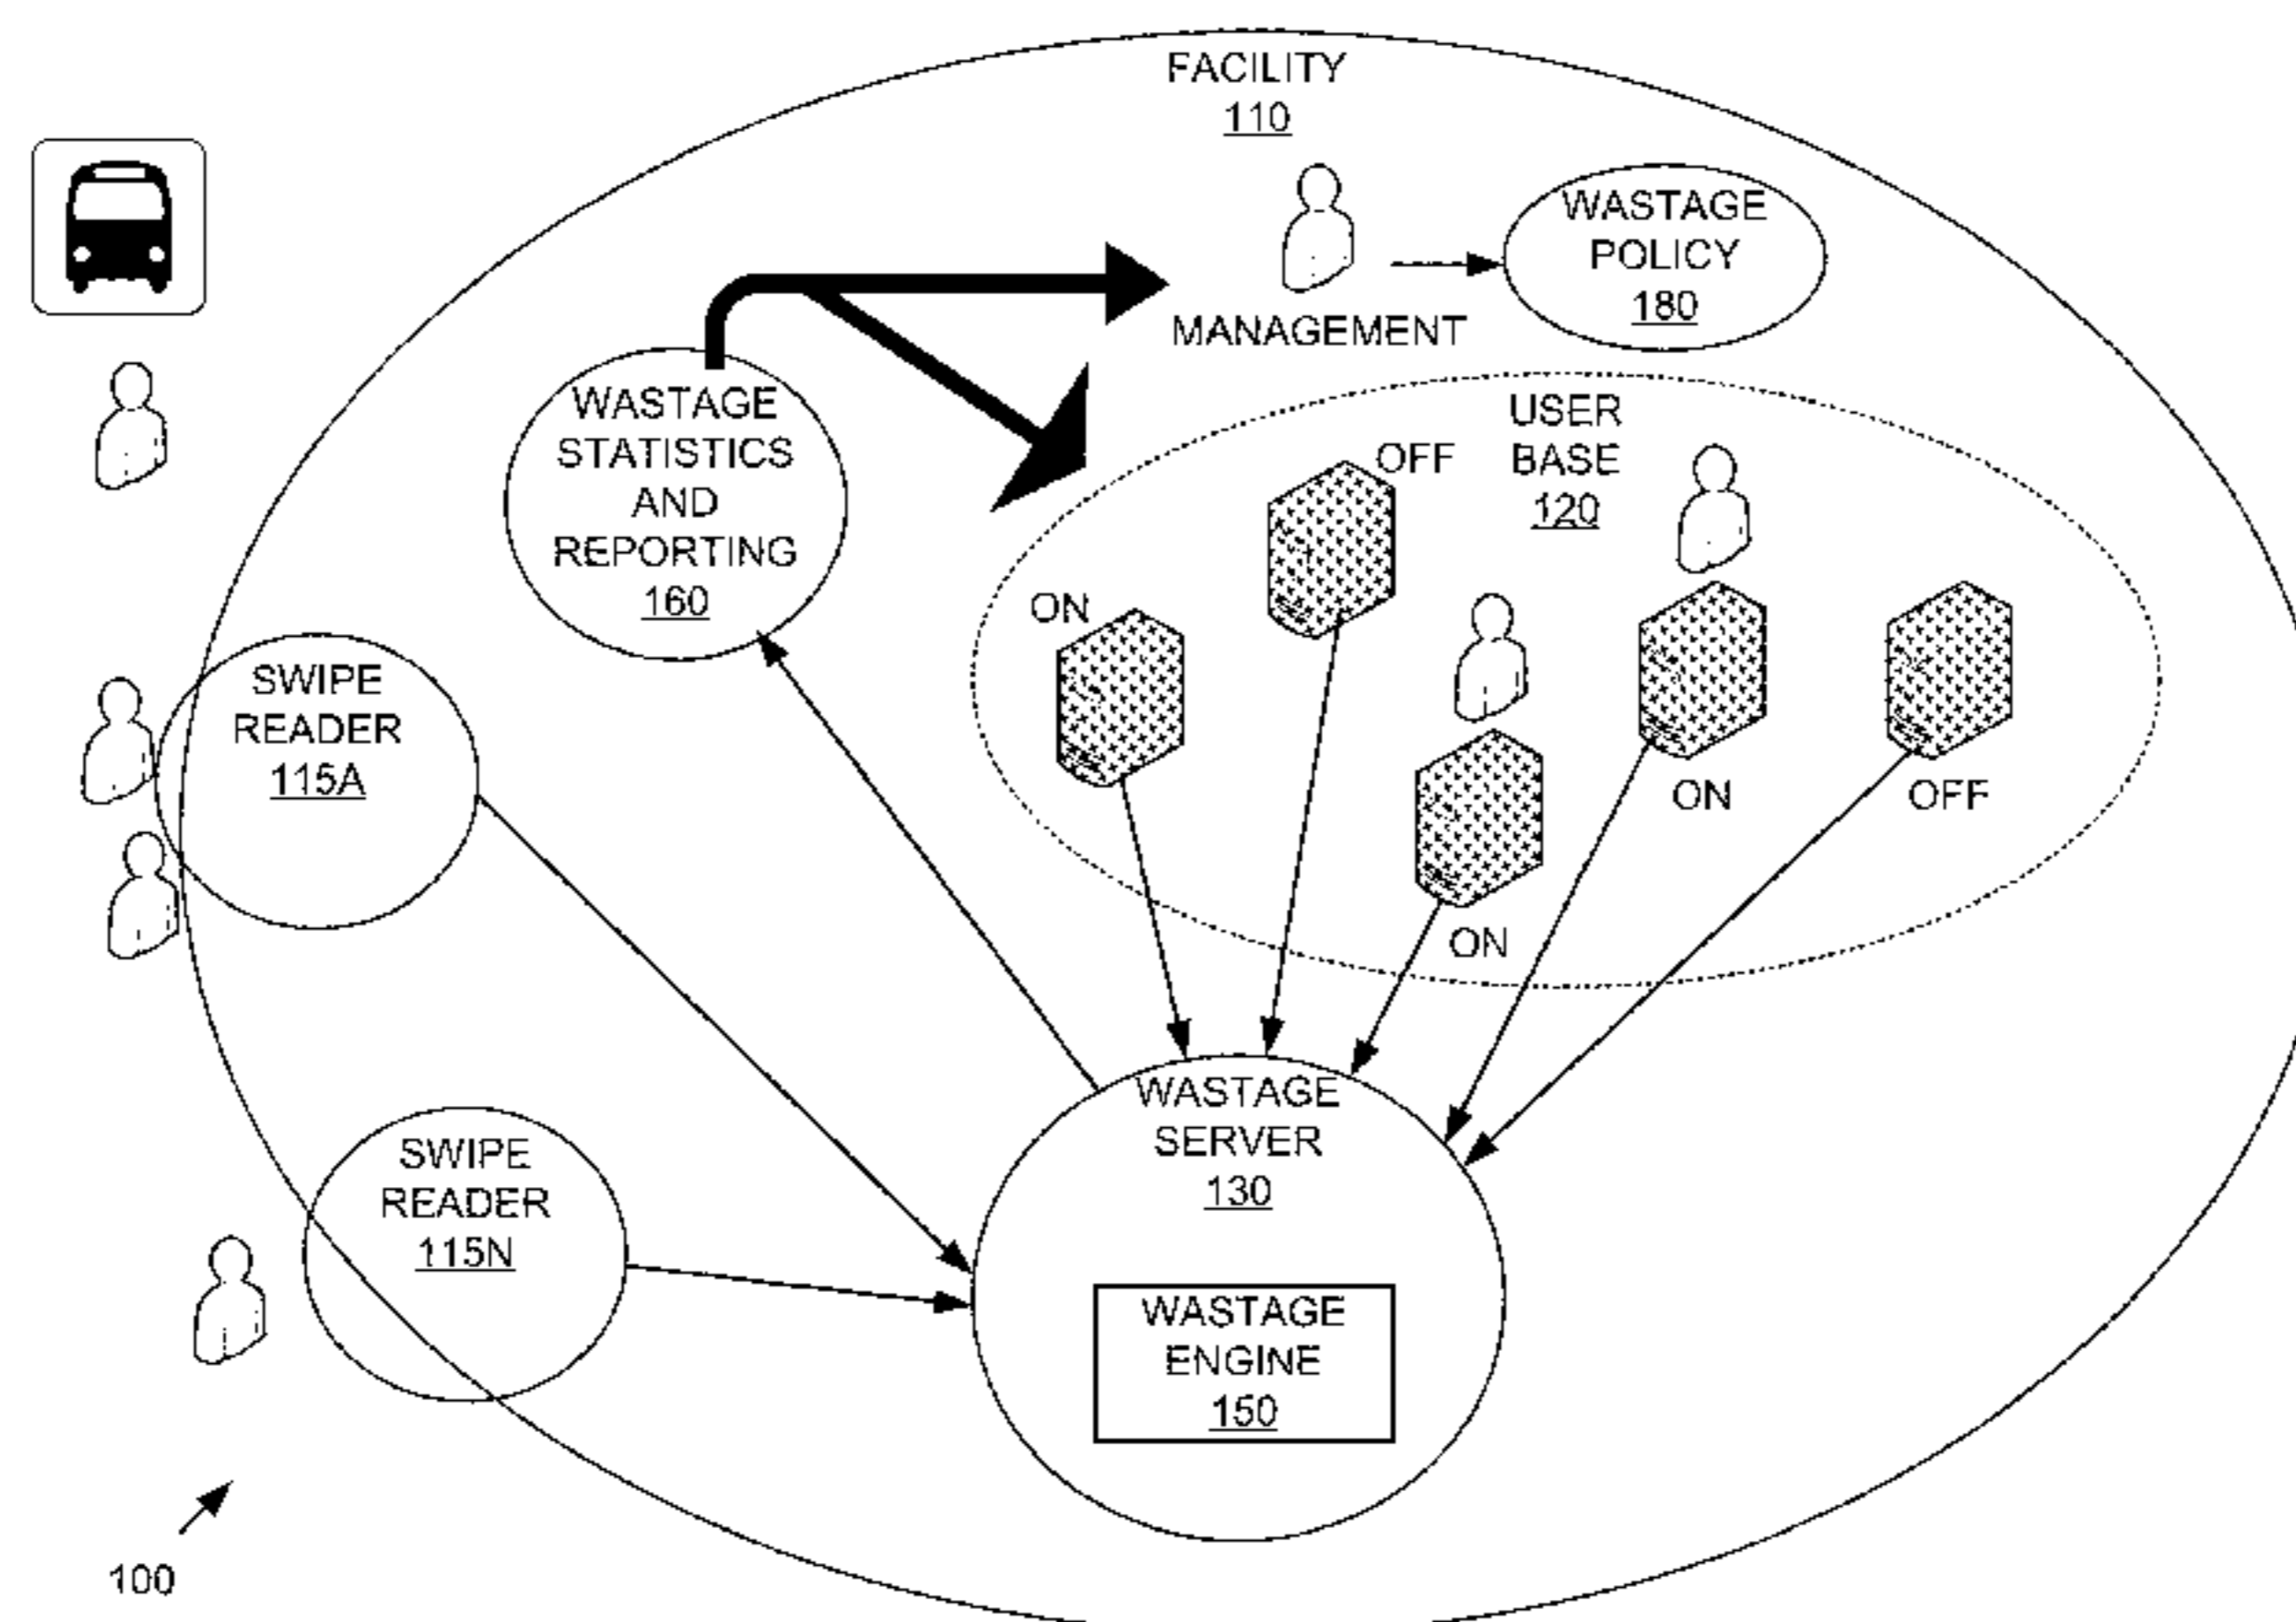 FACILITY
110
WASTAGE
POLICY
180
MANAGEMENT
WASTAGE
STATISTICS
AND
REPORTING
160
USER
BASE
120
OFF
ON
ON
OFF
ON
SWIPE
READER
115A
SWIPE
READER
115N
WASTAGE
SERVER
130
WASTAGE
ENGINE
150
100